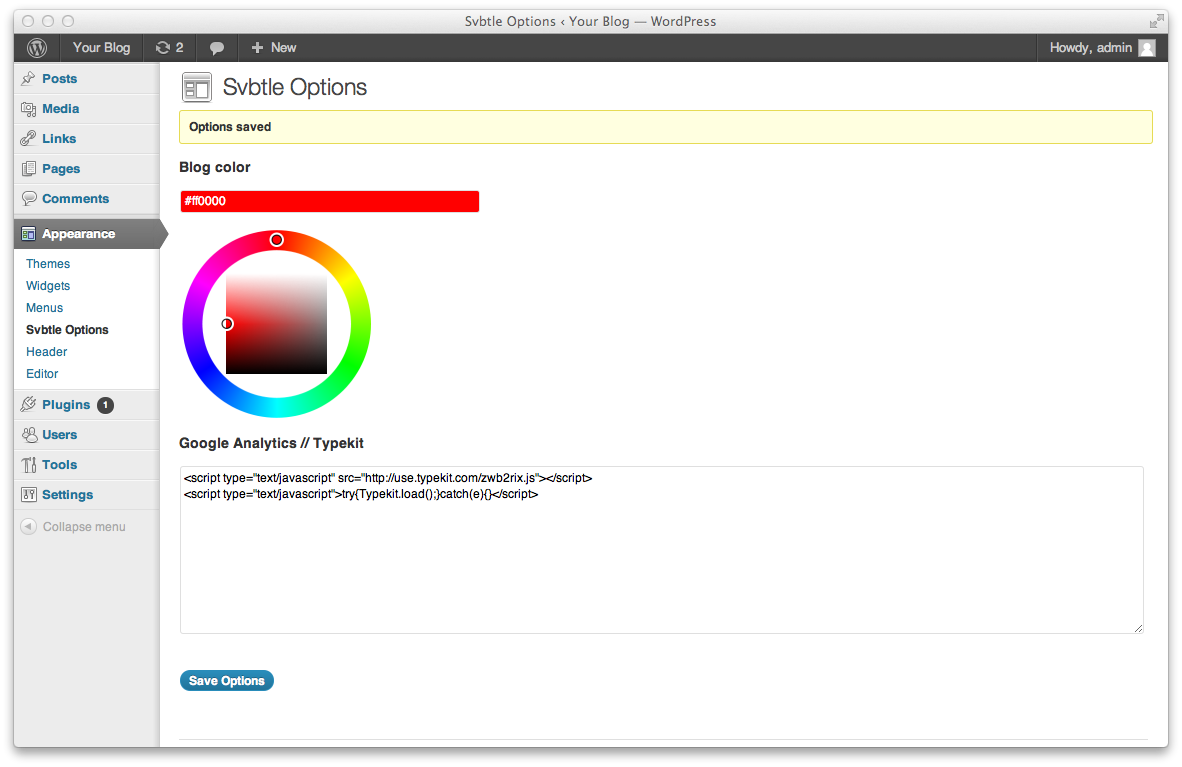 Svbtle Options ‹ Your Blog — WordPress
Your Blog 2 + New Howdy, admin
Posts
Media
Links
Pages
Comments
Appearance
Themes
Widgets
Menus
Svbtle Options
Header
Editor
Plugins 1
Users
Tools
Settings
Collapse menu
Svbtle Options
Options saved
Blog color
#ff0000
Google Analytics // Typekit
<script type="text/javascript" src="http://use.typekit.com/zwb2rix.js"></script>
<script type="text/javascript">try{Typekit.load();}catch(e){}</script>
Save Options